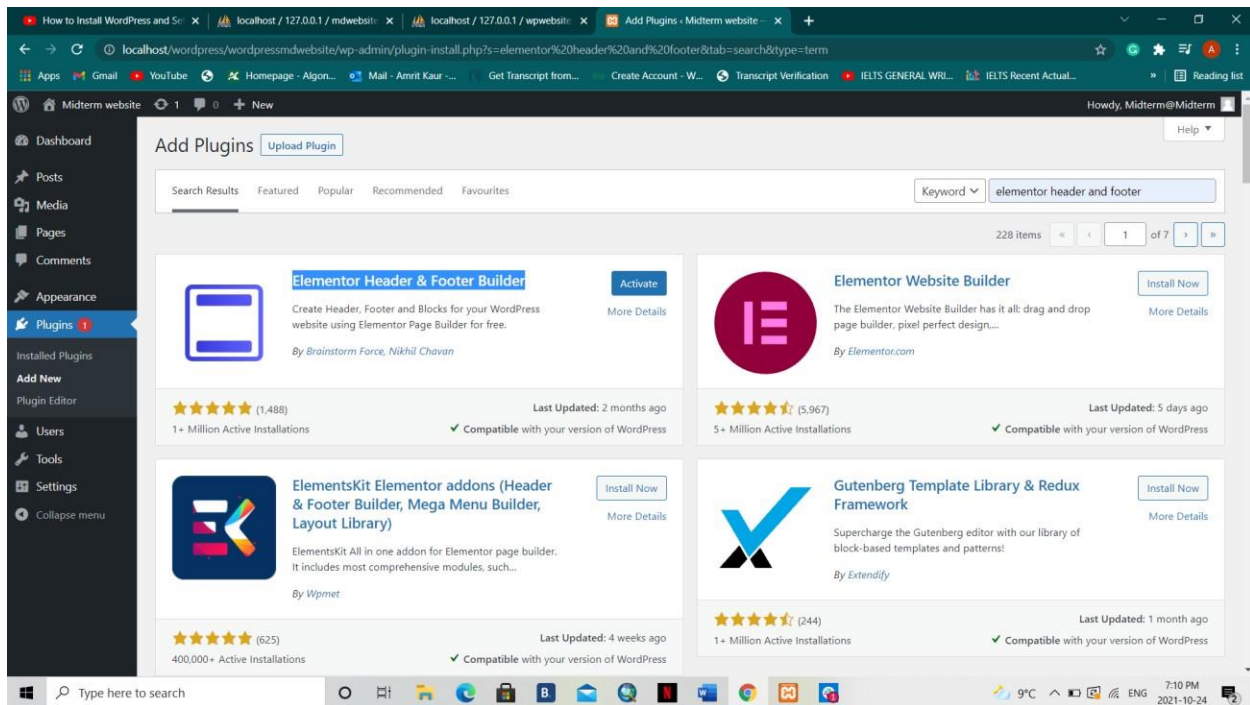 How to Install WordPress and Set
localhost / 127.0.0.1 / mdwebsite
localhost / 127.0.0.1 / wpwebsite
Add Plugins ‹ Midterm website —
localhost/wordpress/wordpressmdwebsite/wp-admin/plugin-install.php?s=elementor%20header%20and%20footer&tab=search&type=term
A
Apps
Gmail
YouTube
Homepage - Algon...
Mail - Amrit Kaur -...
Get Transcript from...
Create Account - W...
Transcript Verification
IELTS GENERAL WRI...
IELTS Recent Actual...
»
Reading list
Midterm website
1
0
+ New
Howdy, Midterm@Midterm
Dashboard
Posts
Media
Pages
Comments
Appearance
Plugins 1
Installed Plugins
Add New
Plugin Editor
Users
Tools
Settings
Collapse menu
Help
Add Plugins
Upload Plugin
Search Results
Featured
Popular
Recommended
Favourites
Keyword
elementor header and footer
228 items « ‹ 1 of 7 › »
Elementor Header & Footer Builder
Activate
More Details
Create Header, Footer and Blocks for your WordPress
website using Elementor Page Builder for free.
By Brainstorm Force, Nikhil Chavan
(1,488)
1+ Million Active Installations
Last Updated: 2 months ago
✔ Compatible with your version of WordPress
Elementor Website Builder
Install Now
More Details
The Elementor Website Builder has it all: drag and drop
page builder, pixel perfect design,...
By Elementor.com
(5,967)
5+ Million Active Installations
Last Updated: 5 days ago
✔ Compatible with your version of WordPress
ElementsKit Elementor addons (Header
& Footer Builder, Mega Menu Builder,
Layout Library)
Install Now
More Details
ElementsKit All in one addon for Elementor page builder.
It includes most comprehensive modules, such...
By Wpmet
(625)
400,000+ Active Installations
Last Updated: 4 weeks ago
✔ Compatible with your version of WordPress
Gutenberg Template Library & Redux
Framework
Install Now
More Details
Supercharge the Gutenberg editor with our library of
block-based templates and patterns!
By Extendify
(244)
1+ Million Active Installations
Last Updated: 1 month ago
✔ Compatible with your version of WordPress
Type here to search
9°C
ENG
7:10 PM
2021-10-24
2